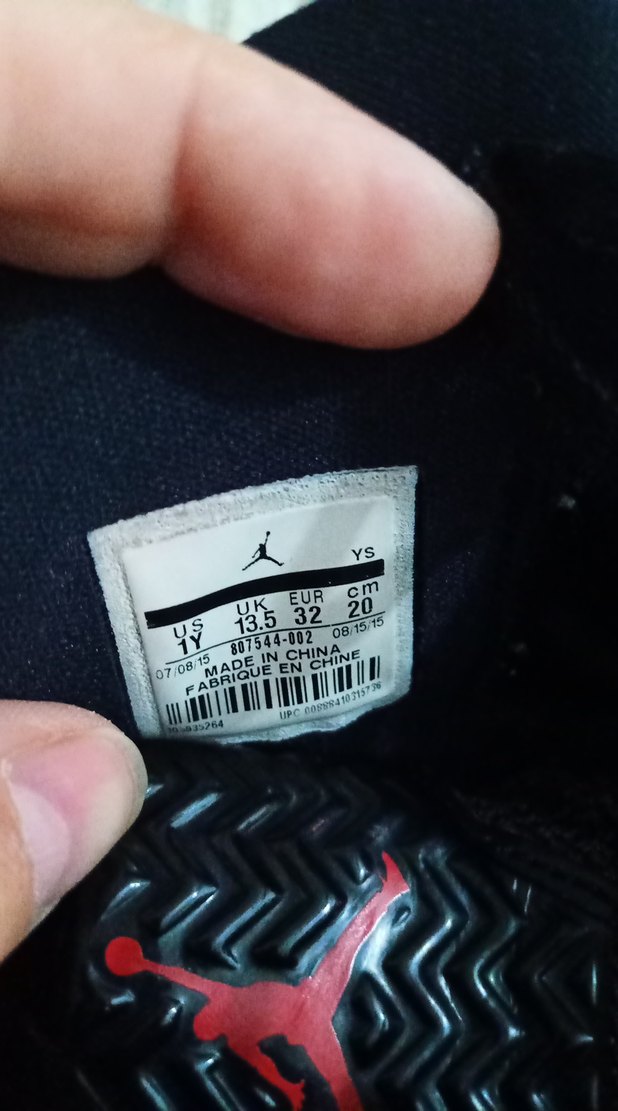 YS
US UK EUR cm
1Y 13.5 32 20
07/08/15 807544-002 08/15/15
MADE IN CHINA
FABRIQUE EN CHINE
UPC